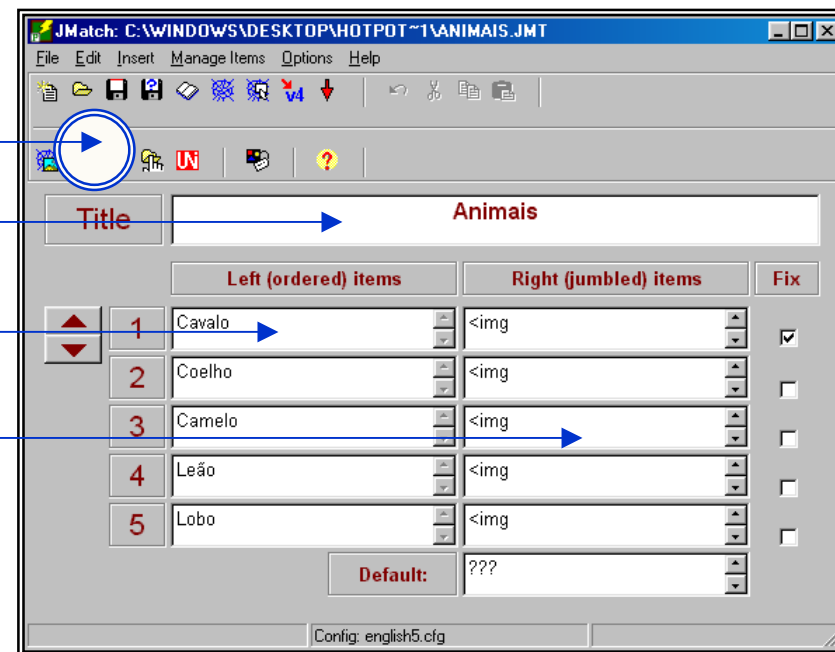 JMatch: C:\WINDOWS\DESKTOP\HOTPOT~1\ANIMAIS.JMT
File Edit Insert Manage Items Options Help
V4
UN ?
Title Animais
Left (ordered) items Right (jumbled) items Fix
1 Cavalo <img
2 Coelho <img
3 Camelo <img
4 Leão <img
5 Lobo <img
Default: ???
Config: english5.cfg